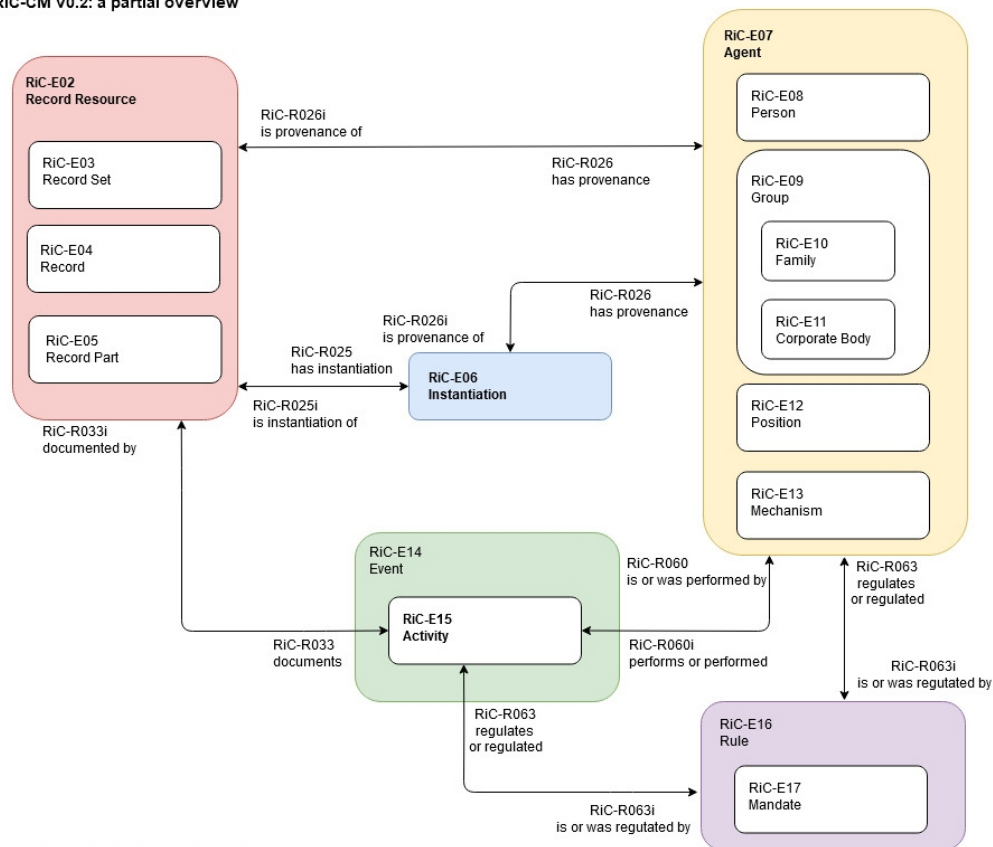 RiC-CM v0.2: a partial overview
RiC-E02
Record Resource
RiC-E03
Record Set
RiC-E04
Record
RiC-E05
Record Part
RiC-R026i
is provenance of
RiC-R026
has provenance
RiC-R026
has provenance
RiC-R026i
is provenance of
RiC-R025
has instantiation
RiC-R025i
is instantiation of
RiC-E06
Instantiation
RiC-E07
Agent
RiC-E08
Person
RiC-E09
Group
RiC-E10
Family
RiC-E11
Corporate Body
RiC-E12
Position
RiC-E13
Mechanism
RiC-R033i
documented by
RiC-R033
documents
RiC-E14
Event
RiC-E15
Activity
RiC-R060
is or was performed by
RiC-R060i
performs or performed
RiC-R063
regulates
or regulated
RiC-R063i
is or was regutated by
RiC-R063
regulates
or regulated
RiC-R063i
is or was regutated by
RiC-E16
Rule
RiC-E17
Mandate